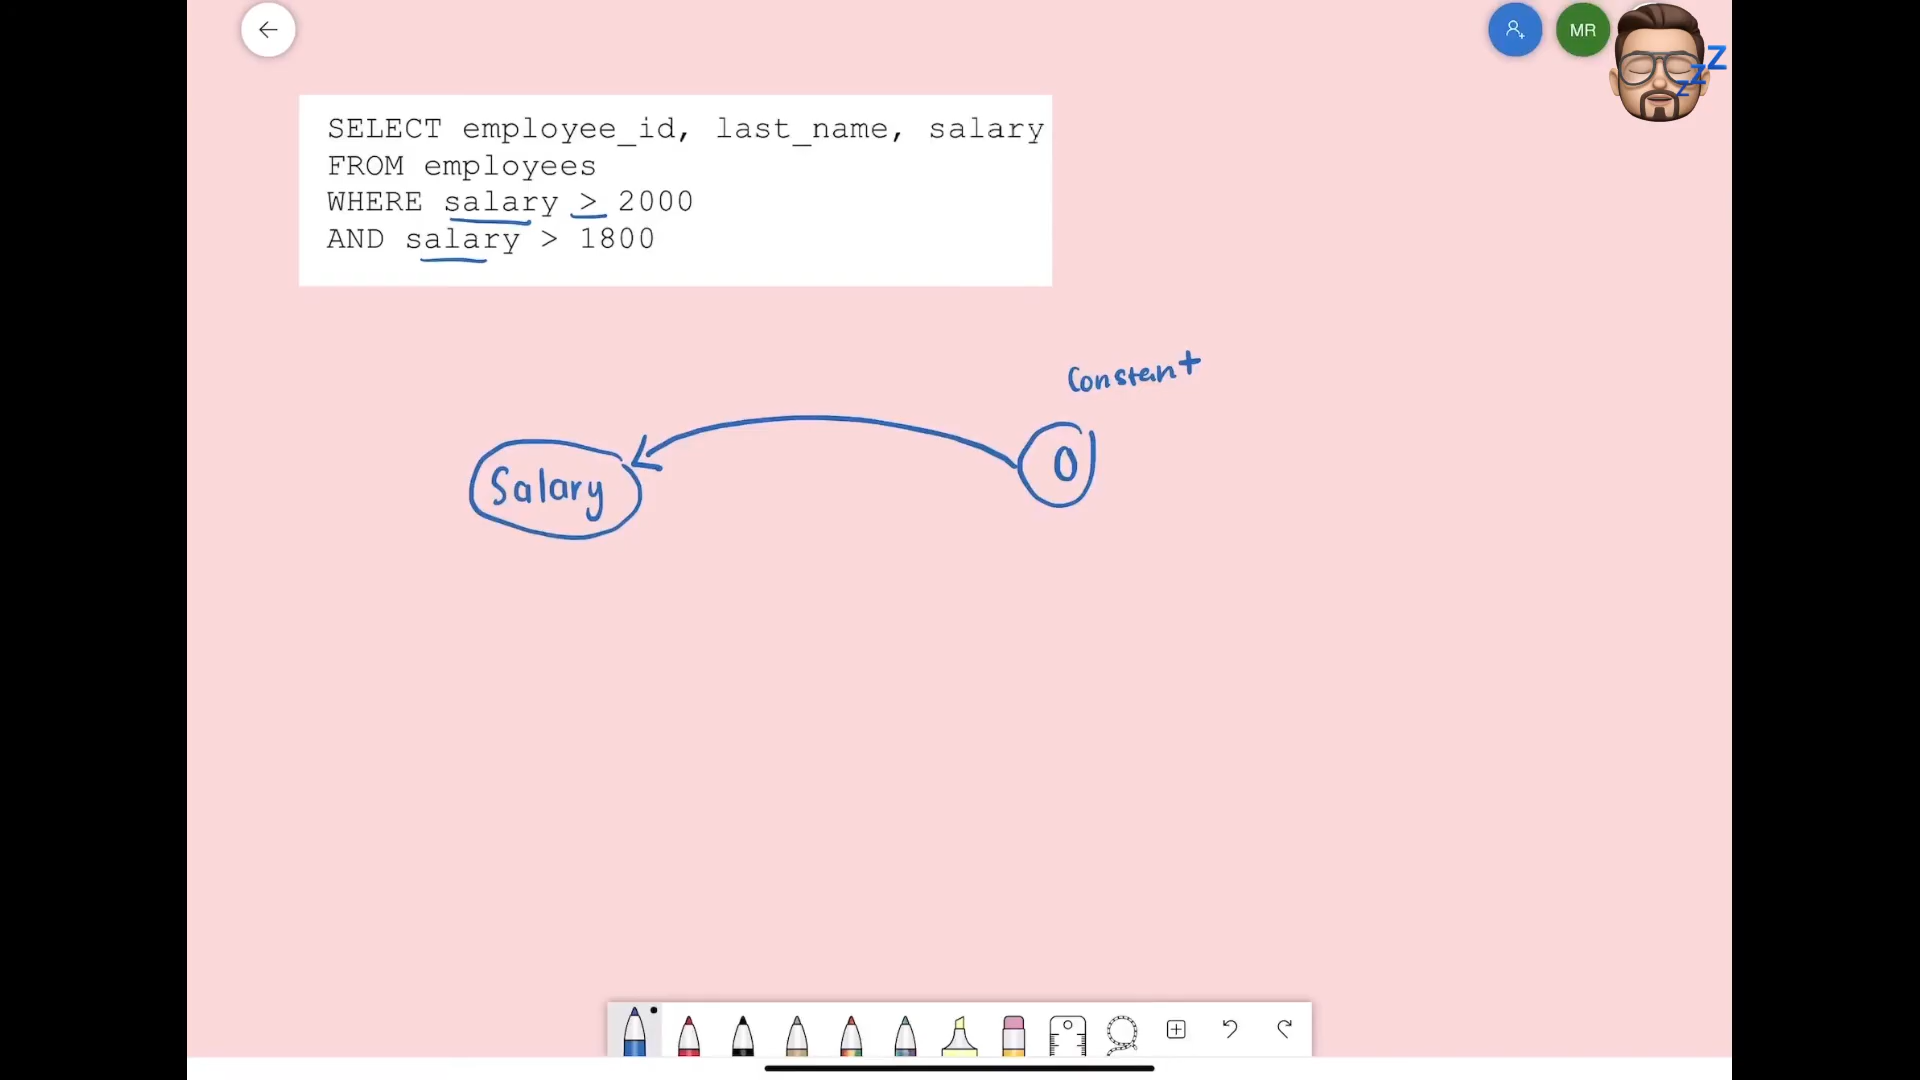 MR
z z Z
SELECT employee_id, last_name, salary
FROM employees
WHERE salary > 2000
AND salary > 1800
Constant
Salary
0